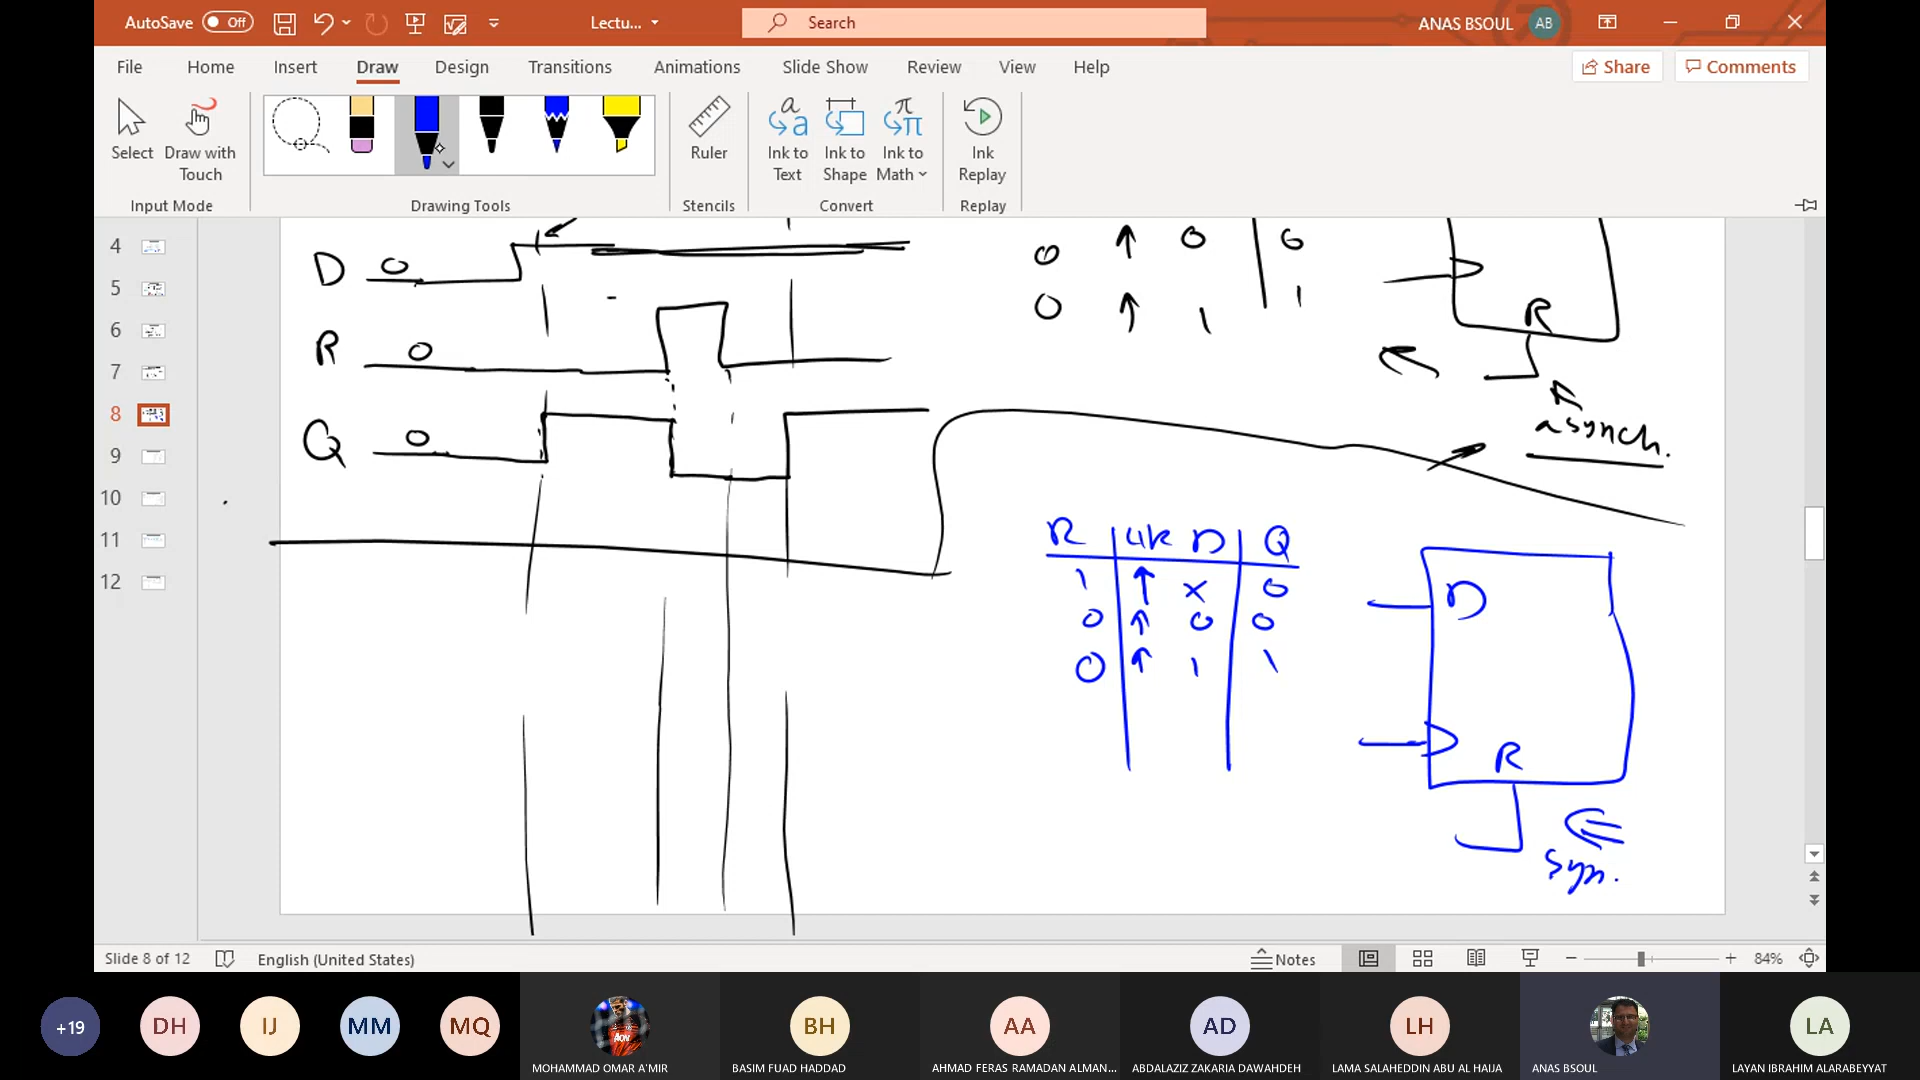 AutoSave Off Lectu... Search ANAS BSOUL AB
File Home Insert Draw Design Transitions Animations Slide Show Review View Help Share Comments
Select Draw with Touch Ruler Ink to Text Ink to Shape Ink to Math Ink Replay
Input Mode Drawing Tools Stencils Convert Replay
4
5
6
7
8
9
10
11
12
D 0
R 0
Q 0
0 ↑ 0 0
0 ↑ 1 1
R
asynch.
R clk D Q
1 ↑ x 0
0 ↑ 0 0
0 ↑ 1 1
D
R
syn.
Slide 8 of 12 English (United States) Notes 84%
+19 DH IJ MM MQ BH AA AD LH LA
MOHAMMAD OMAR A'MIR BASIM FUAD HADDAD AHMAD FERAS RAMADAN ALMAN... ABDALAZIZ ZAKARIA DAWAHDEH LAMA SALAHEDDIN ABU AL HAIJA ANAS BSOUL LAYAN IBRAHIM ALARABEYYAT